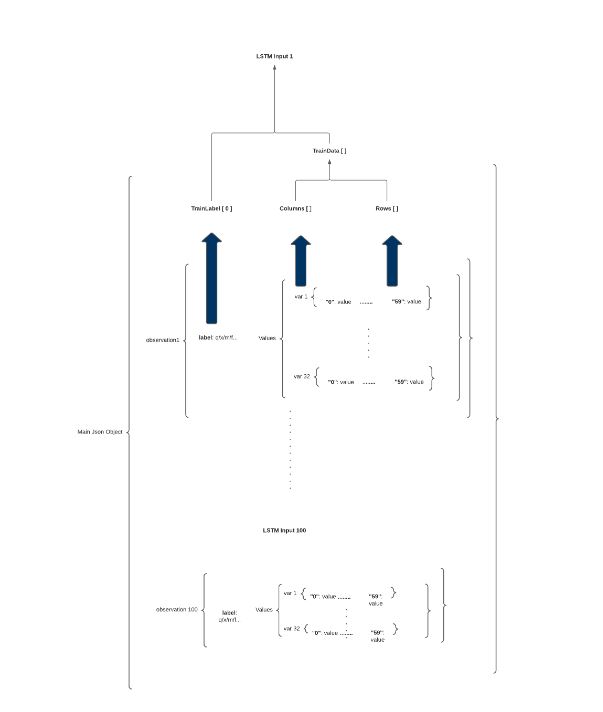 LSTM Input 1
TrainData [ ]
TrainLabel [ 0 ]
Columns [ ]
Rows [ ]
var 1
"0" value ........ "59": value
observation1
label:
Values
var 32
"0": value ........ "59": value
Main Json Object
LSTM Input 100
var 1
"0": value ........ "59":
value
observation 100
label:
Values
var 32
"0": value ........ "59":
value